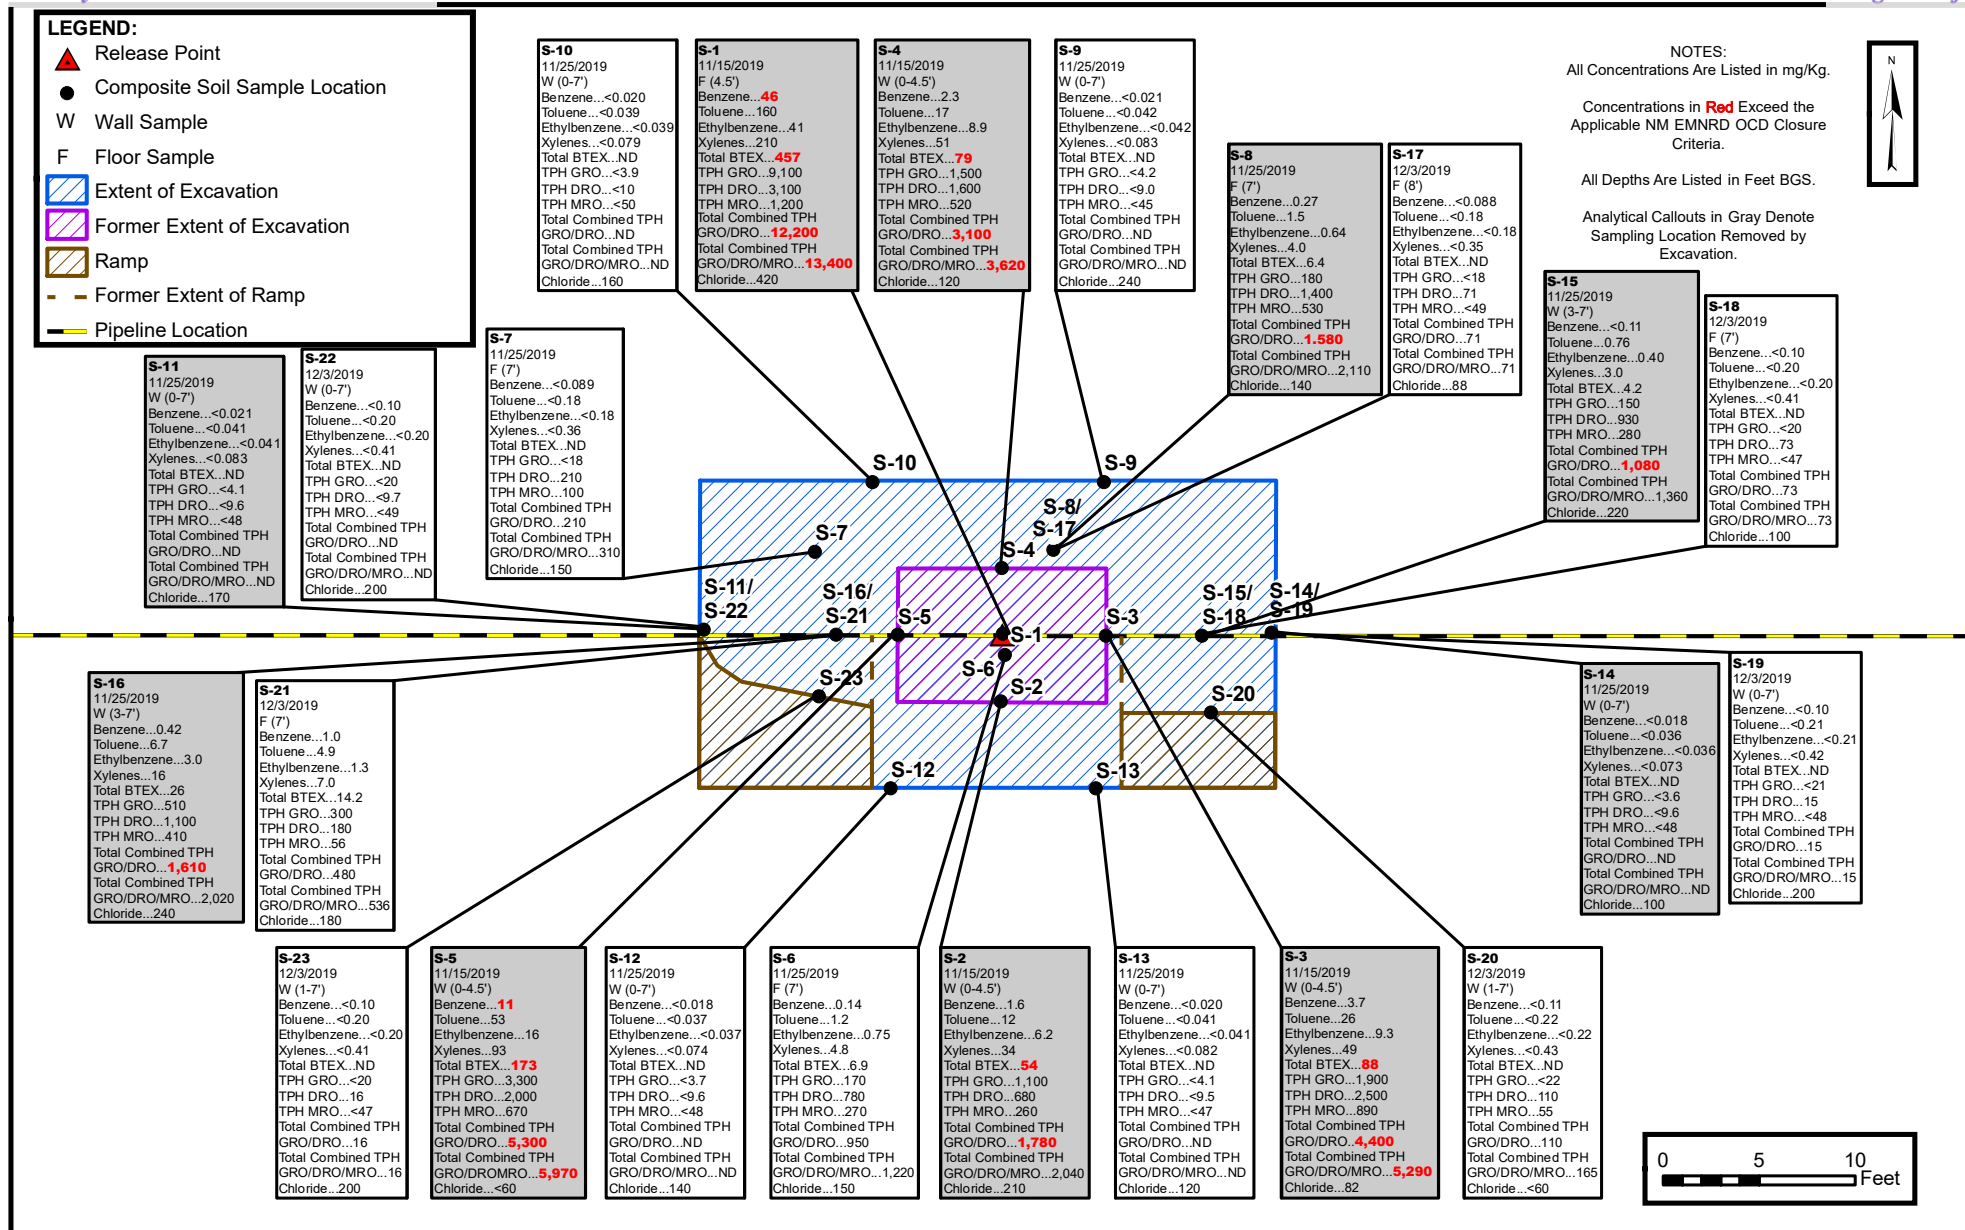 LEGEND:
Release Point
Composite Soil Sample Location
W Wall Sample
F Floor Sample
Extent of Excavation
Former Extent of Excavation
Ramp
Former Extent of Ramp
Pipeline Location
S-10
11/25/2019
W (0-7')
Benzene...<0.020
Toluene...<0.039
Ethylbenzene...<0.039
Xylenes...<0.079
Total BTEX...ND
TPH GRO...<3.9
TPH DRO...<10
TPH MRO...<50
Total Combined TPH
GRO/DRO...ND
Total Combined TPH
GRO/DRO/MRO...ND
Chloride...160
S-1
11/15/2019
F (4.5')
Benzene...46
Toluene...160
Ethylbenzene...41
Xylenes...210
Total BTEX...457
TPH GRO...9,100
TPH DRO...3,100
TPH MRO...1,200
Total Combined TPH
GRO/DRO...12,200
Total Combined TPH
GRO/DRO/MRO...13,400
Chloride...420
S-4
11/15/2019
W (0-4.5')
Benzene...2.3
Toluene...17
Ethylbenzene...8.9
Xylenes...51
Total BTEX...79
TPH GRO...1,500
TPH DRO...1,600
TPH MRO...520
Total Combined TPH
GRO/DRO...3,100
Total Combined TPH
GRO/DRO/MRO...3,620
Chloride...120
S-9
11/25/2019
W (0-7')
Benzene...<0.021
Toluene...<0.042
Ethylbenzene...<0.042
Xylenes...<0.083
Total BTEX...ND
TPH GRO...<4.2
TPH DRO...<9.0
TPH MRO...<45
Total Combined TPH
GRO/DRO...ND
Total Combined TPH
GRO/DRO/MRO...ND
Chloride...240
S-8
11/25/2019
F (7')
Benzene...0.27
Toluene...1.5
Ethylbenzene...0.64
Xylenes...4.0
Total BTEX...6.4
TPH GRO...180
TPH DRO...1,400
TPH MRO...530
Total Combined TPH
GRO/DRO...1.580
Total Combined TPH
GRO/DRO/MRO...2,110
Chloride...140
S-17
12/3/2019
F (8')
Benzene...<0.088
Toluene...<0.18
Ethylbenzene...<0.18
Xylenes...<0.35
Total BTEX...ND
TPH GRO...<18
TPH DRO...71
TPH MRO...<49
Total Combined TPH
GRO/DRO...71
Total Combined TPH
GRO/DRO/MRO...71
Chloride...88
NOTES:
All Concentrations Are Listed in mg/Kg.
Concentrations in Red Exceed the
Applicable NM EMNRD OCD Closure
Criteria.
All Depths Are Listed in Feet BGS.
Analytical Callouts in Gray Denote
Sampling Location Removed by
Excavation.
N
S-15
11/25/2019
W (3-7')
Benzene...<0.11
Toluene...0.76
Ethylbenzene...0.40
Xylenes...3.0
Total BTEX...4.2
TPH GRO...150
TPH DRO...930
TPH MRO...280
Total Combined TPH
GRO/DRO...1,080
Total Combined TPH
GRO/DRO/MRO...1,360
Chloride...220
S-18
12/3/2019
F (7')
Benzene...<0.10
Toluene...<0.20
Ethylbenzene...<0.20
Xylenes...<0.41
Total BTEX...ND
TPH GRO...<20
TPH DRO...73
TPH MRO...<47
Total Combined TPH
GRO/DRO...73
Total Combined TPH
GRO/DRO/MRO...73
Chloride...100
S-11
11/25/2019
W (0-7')
Benzene...<0.021
Toluene...<0.041
Ethylbenzene...<0.041
Xylenes...<0.083
Total BTEX...ND
TPH GRO...<4.1
TPH DRO...<9.6
TPH MRO...<48
Total Combined TPH
GRO/DRO...ND
Total Combined TPH
GRO/DRO/MRO...ND
Chloride...170
S-22
12/3/2019
W (0-7')
Benzene...<0.10
Toluene...<0.20
Ethylbenzene...<0.20
Xylenes...<0.41
Total BTEX...ND
TPH GRO...<20
TPH DRO...<9.7
TPH MRO...<49
Total Combined TPH
GRO/DRO...ND
Total Combined TPH
GRO/DRO/MRO...ND
Chloride...200
S-7
11/25/2019
F (7')
Benzene...<0.089
Toluene...<0.18
Ethylbenzene...<0.18
Xylenes...<0.36
Total BTEX...ND
TPH GRO...<18
TPH DRO...210
TPH MRO...100
Total Combined TPH
GRO/DRO...210
Total Combined TPH
GRO/DRO/MRO...310
Chloride...150
S-10
S-9
S-8/
S-17
S-7
S-4
S-11/
S-22
S-16/
S-21
S-5
S-1
S-3
S-15/
S-18
S-14/
S-19
S-6
S-23
S-2
S-20
S-12
S-13
S-16
11/25/2019
W (3-7')
Benzene...0.42
Toluene...6.7
Ethylbenzene...3.0
Xylenes...16
Total BTEX...26
TPH GRO...510
TPH DRO...1,100
TPH MRO...410
Total Combined TPH
GRO/DRO...1,610
Total Combined TPH
GRO/DRO/MRO...2,020
Chloride...240
S-21
12/3/2019
F (7')
Benzene...1.0
Toluene...4.9
Ethylbenzene...1.3
Xylenes...7.0
Total BTEX...14.2
TPH GRO...300
TPH DRO...180
TPH MRO...56
Total Combined TPH
GRO/DRO...480
Total Combined TPH
GRO/DRO/MRO...536
Chloride...180
S-14
11/25/2019
W (0-7')
Benzene...<0.018
Toluene...<0.036
Ethylbenzene...<0.036
Xylenes...<0.073
Total BTEX...ND
TPH GRO...<3.6
TPH DRO...<9.6
TPH MRO...<48
Total Combined TPH
GRO/DRO...ND
Total Combined TPH
GRO/DRO/MRO...ND
Chloride...100
S-19
12/3/2019
W (0-7')
Benzene...<0.10
Toluene...<0.21
Ethylbenzene...<0.21
Xylenes...<0.42
Total BTEX...ND
TPH GRO...<21
TPH DRO...15
TPH MRO...<48
Total Combined TPH
GRO/DRO...15
Total Combined TPH
GRO/DRO/MRO...15
Chloride...200
S-23
12/3/2019
W (1-7')
Benzene...<0.10
Toluene...<0.20
Ethylbenzene...<0.20
Xylenes...<0.41
Total BTEX...ND
TPH GRO...<20
TPH DRO...16
TPH MRO...<47
Total Combined TPH
GRO/DRO...16
Total Combined TPH
GRO/DRO/MRO...16
Chloride...200
S-5
11/15/2019
W (0-4.5')
Benzene...11
Toluene...53
Ethylbenzene...16
Xylenes...93
Total BTEX...173
TPH GRO...3,300
TPH DRO...2,000
TPH MRO...670
Total Combined TPH
GRO/DRO...5,300
Total Combined TPH
GRO/DROMRO...5,970
Chloride...<60
S-12
11/25/2019
W (0-7')
Benzene...<0.018
Toluene...<0.037
Ethylbenzene...<0.037
Xylenes...<0.074
Total BTEX...ND
TPH GRO...<3.7
TPH DRO...<9.6
TPH MRO...<48
Total Combined TPH
GRO/DRO...ND
Total Combined TPH
GRO/DRO/MRO...ND
Chloride...140
S-6
11/25/2019
F (7')
Benzene...0.14
Toluene...1.2
Ethylbenzene...0.75
Xylenes...4.8
Total BTEX...6.9
TPH GRO...170
TPH DRO...780
TPH MRO...270
Total Combined TPH
GRO/DRO...950
Total Combined TPH
GRO/DRO/MRO...1,220
Chloride...150
S-2
11/15/2019
W (0-4.5')
Benzene...1.6
Toluene...12
Ethylbenzene...6.2
Xylenes...34
Total BTEX...54
TPH GRO...1,100
TPH DRO...680
TPH MRO...260
Total Combined TPH
GRO/DRO...1,780
Total Combined TPH
GRO/DRO/MRO...2,040
Chloride...210
S-13
11/25/2019
W (0-7')
Benzene...<0.020
Toluene...<0.041
Ethylbenzene...<0.041
Xylenes...<0.082
Total BTEX...ND
TPH GRO...<4.1
TPH DRO...<9.5
TPH MRO...<47
Total Combined TPH
GRO/DRO...ND
Total Combined TPH
GRO/DRO/MRO...ND
Chloride...120
S-3
11/15/2019
W (0-4.5')
Benzene...3.7
Toluene...26
Ethylbenzene...9.3
Xylenes...49
Total BTEX...88
TPH GRO...1,900
TPH DRO...2,500
TPH MRO...890
Total Combined TPH
GRO/DRO..4,400
Total Combined TPH
GRO/DRO/MRO...5,290
Chloride...82
S-20
12/3/2019
W (1-7')
Benzene...<0.11
Toluene...<0.22
Ethylbenzene...<0.22
Xylenes...<0.43
Total BTEX...ND
TPH GRO...<22
TPH DRO...110
TPH MRO...55
Total Combined TPH
GRO/DRO...110
Total Combined TPH
GRO/DRO/MRO...165
Chloride...<60
0 5 10
Feet